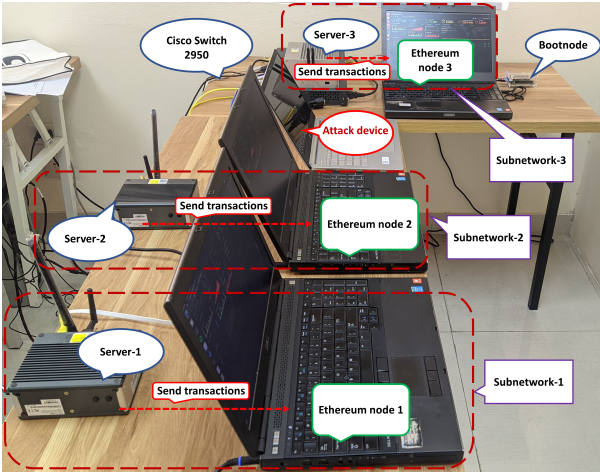 Cisco Switch
2950
Server-3
Send transactions
Ethereum
node 3
Bootnode
Attack device
Subnetwork-3
Send transactions
Server-2
Ethereum node 2
Subnetwork-2
Server-1
Send transactions
Ethereum node 1
Subnetwork-1